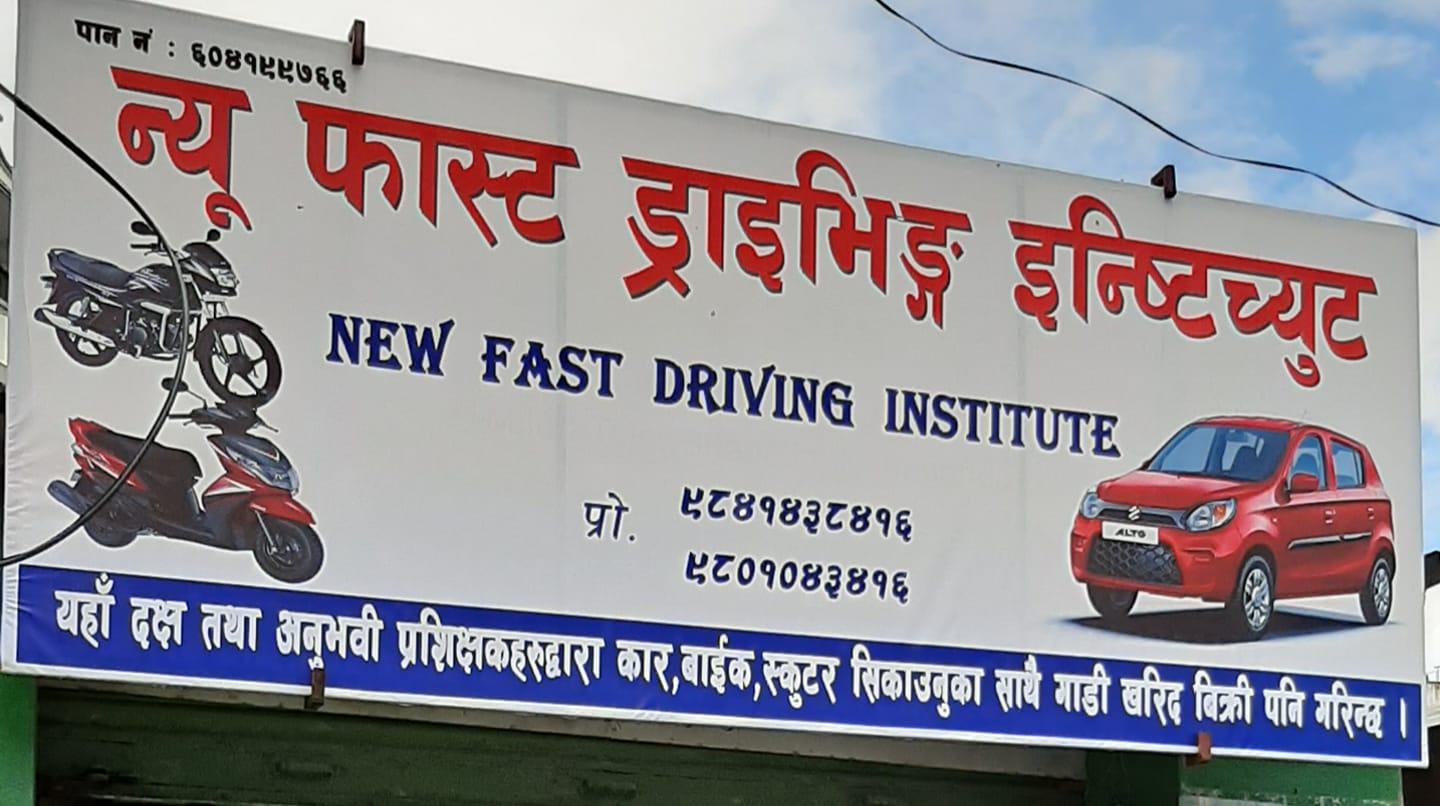 पान नं : ६०४१९९७६६
न्यू फास्ट ड्राइभिङ्ग इन्ष्टिच्युट
NEW FAST DRIVING INSTITUTE
प्रो. ९८४१४३८४१६
९८०१०४३४१६
ALTO
यहाँ दक्ष तथा अनुभवी प्रशिक्षकहरुद्वारा कार,बाईक,स्कुटर सिकाउनुका साथै गाडी खरिद बिक्री पनि गरिन्छ ।